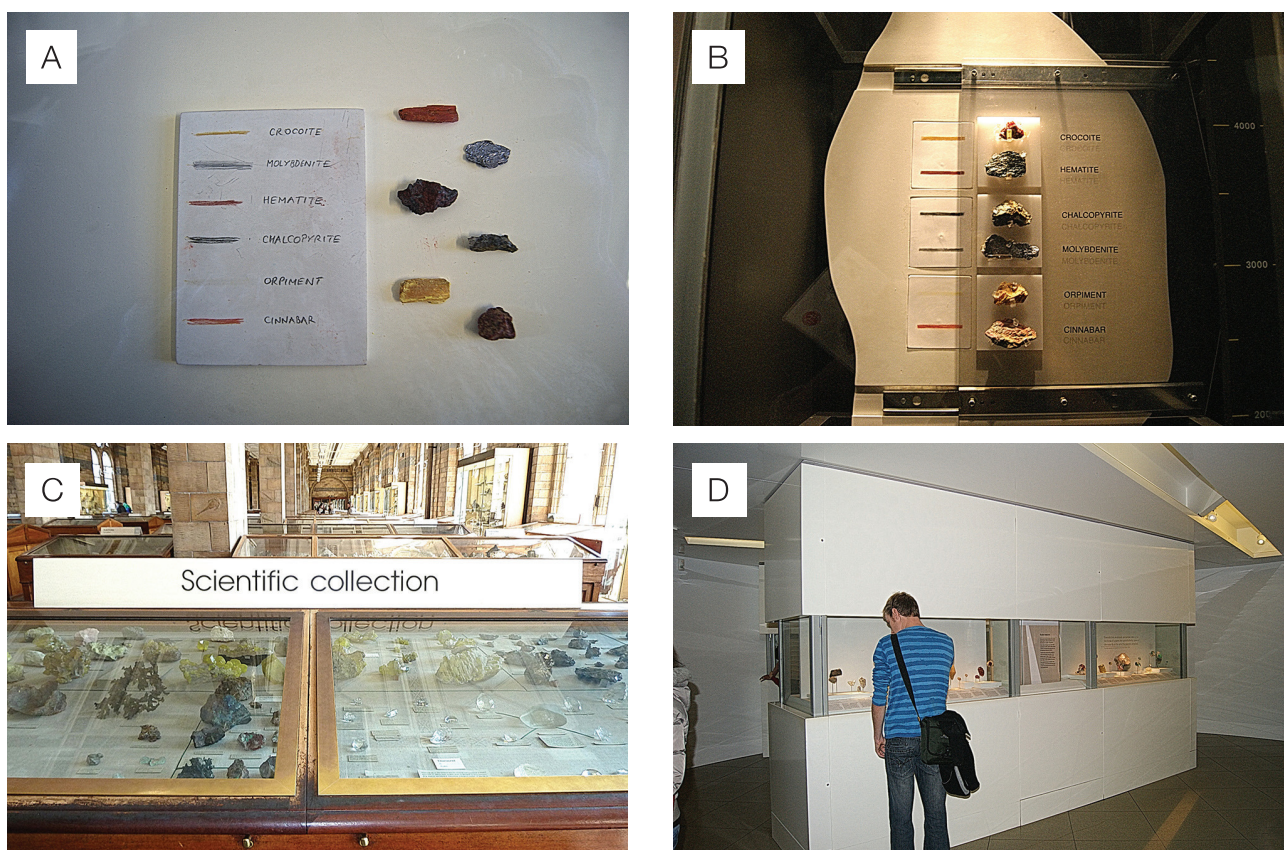 A
CROCOITE
MOLYBDENITE
HEMATITE
CHALCOPYRITE
ORPIMENT
CINNABAR
B
CROCOITE
HEMATITE
CHALCOPYRITE
MOLYBDENITE
ORPIMENT
CINNABAR
4000
3000
C
Scientific collection
D